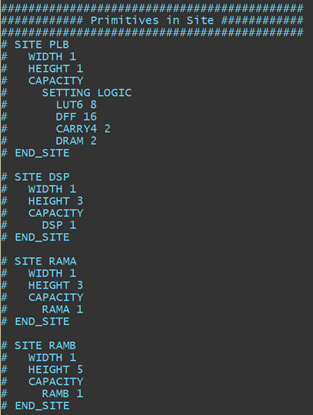 ############################################
############ Primitives in Site ############
############################################
# SITE PLB
#   WIDTH 1
#   HEIGHT 1
#   CAPACITY
#     SETTING LOGIC
#       LUT6 8
#       DFF 16
#       CARRY4 2
#       DRAM 2
# END_SITE

# SITE DSP
#   WIDTH 1
#   HEIGHT 3
#   CAPACITY
#     DSP 1
# END_SITE

# SITE RAMA
#   WIDTH 1
#   HEIGHT 3
#   CAPACITY
#     RAMA 1
# END_SITE

# SITE RAMB
#   WIDTH 1
#   HEIGHT 5
#   CAPACITY
#     RAMB 1
# END_SITE